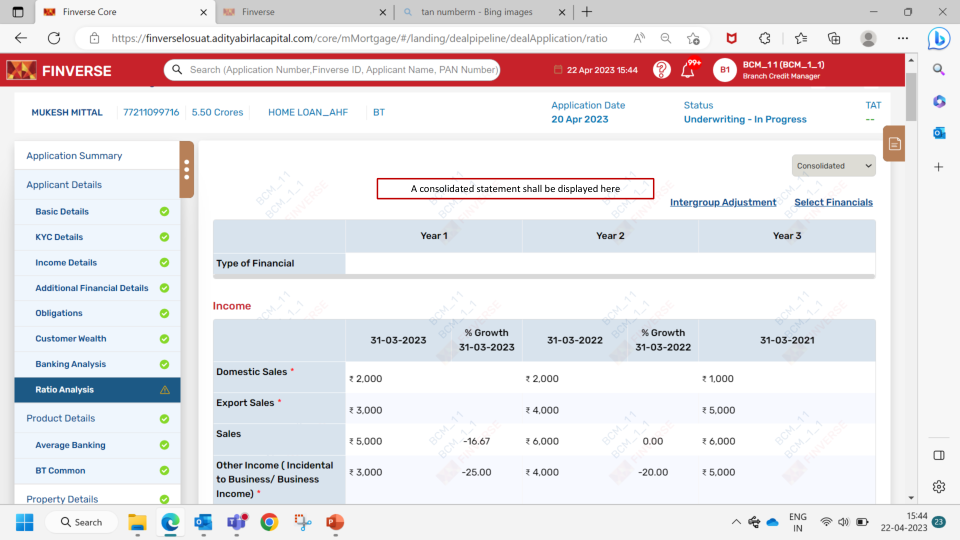 Finverse Core
Finverse
tan numberm - Bing images
https://finverselosuat.adityabirlacapital.com/core/mMortgage/#/landing/dealpipeline/dealApplication/ratio
FINVERSE
Search (Application Number,Finverse ID, Applicant Name, PAN Number)
22 Apr 2023 15:44
99+
B1
BCM_1 1 (BCM_1_1)
Branch Credit Manager
MUKESH MITTAL
77211099716
5.50 Crores
HOME LOAN_AHF
BT
Application Date
20 Apr 2023
Status
Underwriting - In Progress
TAT
--
Application Summary
Applicant Details
Basic Details
KYC Details
Income Details
Additional Financial Details
Obligations
Customer Wealth
Banking Analysis
Ratio Analysis
Product Details
Average Banking
BT Common
Property Details
Consolidated
A consolidated statement shall be displayed here
Intergroup Adjustment Select Financials
Year 1 Year 2 Year 3
Type of Financial
Income
31-03-2023 % Growth 31-03-2023 31-03-2022 % Growth 31-03-2022 31-03-2021
Domestic Sales * ₹ 2,000 ₹ 2,000 ₹ 1,000
Export Sales * ₹ 3,000 ₹ 4,000 ₹ 5,000
Sales ₹ 5,000 -16.67 ₹ 6,000 0.00 ₹ 6,000
Other Income ( Incidental
to Business/ Business
Income) *
₹ 3,000 -25.00 ₹ 4,000 -20.00 ₹ 5,000
BCM_1 1
BCM_1_1
FINVERSE
Search
ENG
IN
15:44
22-04-2023
23